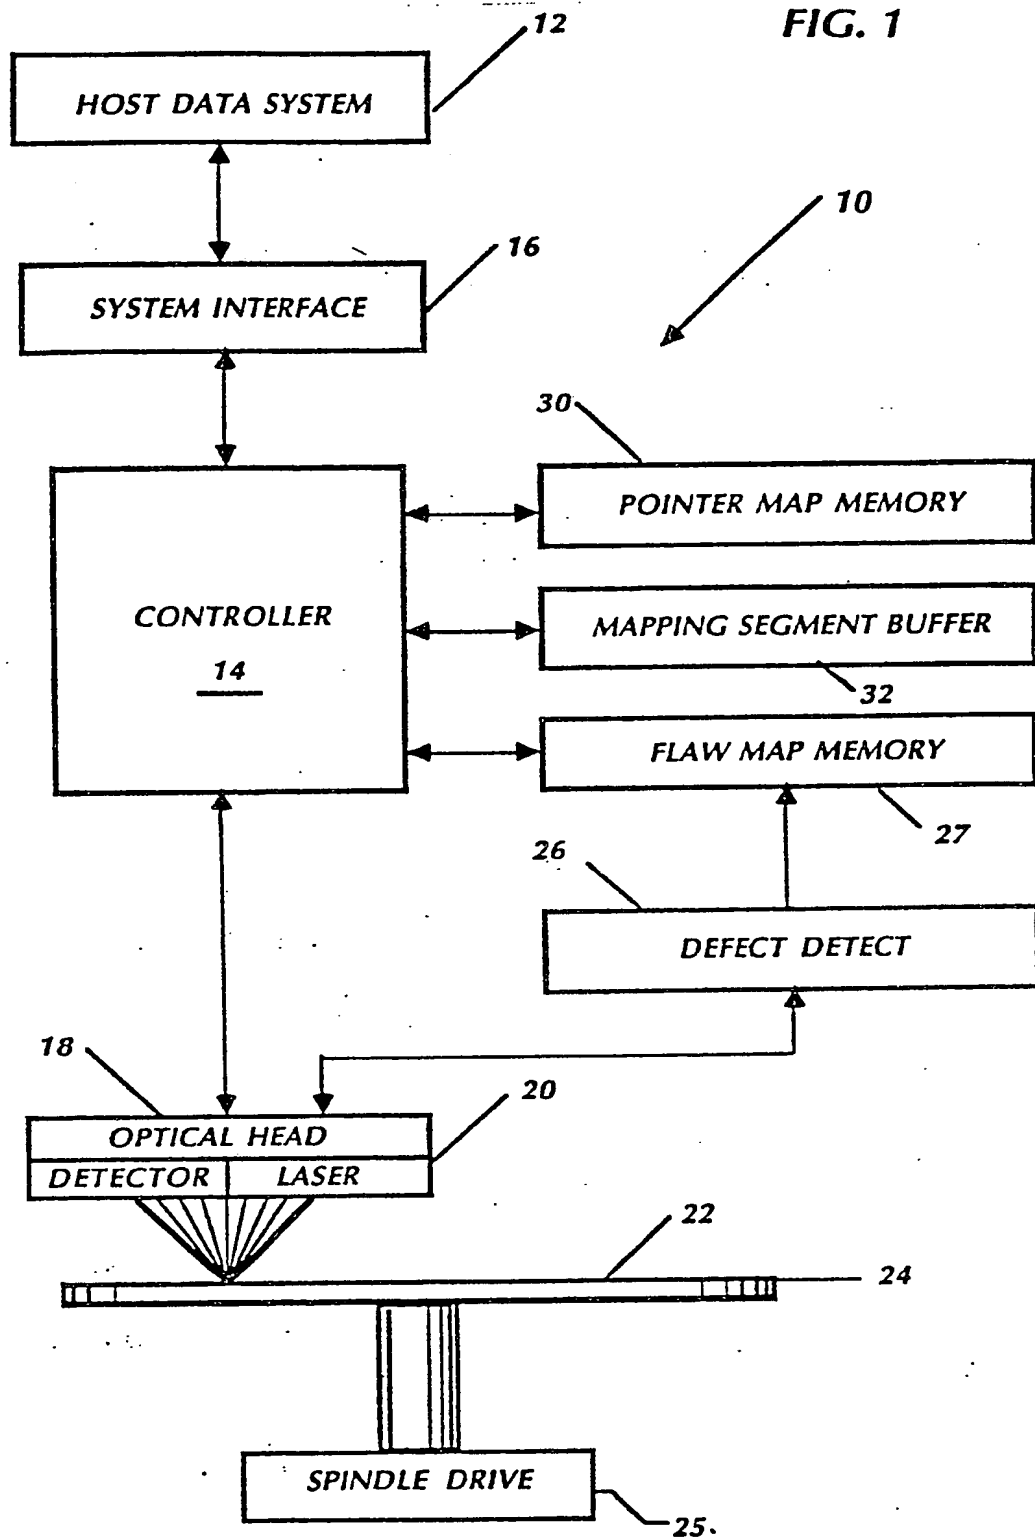 FIG. 1
12
HOST DATA SYSTEM
10
16
SYSTEM INTERFACE
30
POINTER MAP MEMORY
CONTROLLER
14
MAPPING SEGMENT BUFFER
32
FLAW MAP MEMORY
27
26
DEFECT DETECT
18
20
OPTICAL HEAD
DETECTOR LASER
22
24
SPINDLE DRIVE
25.